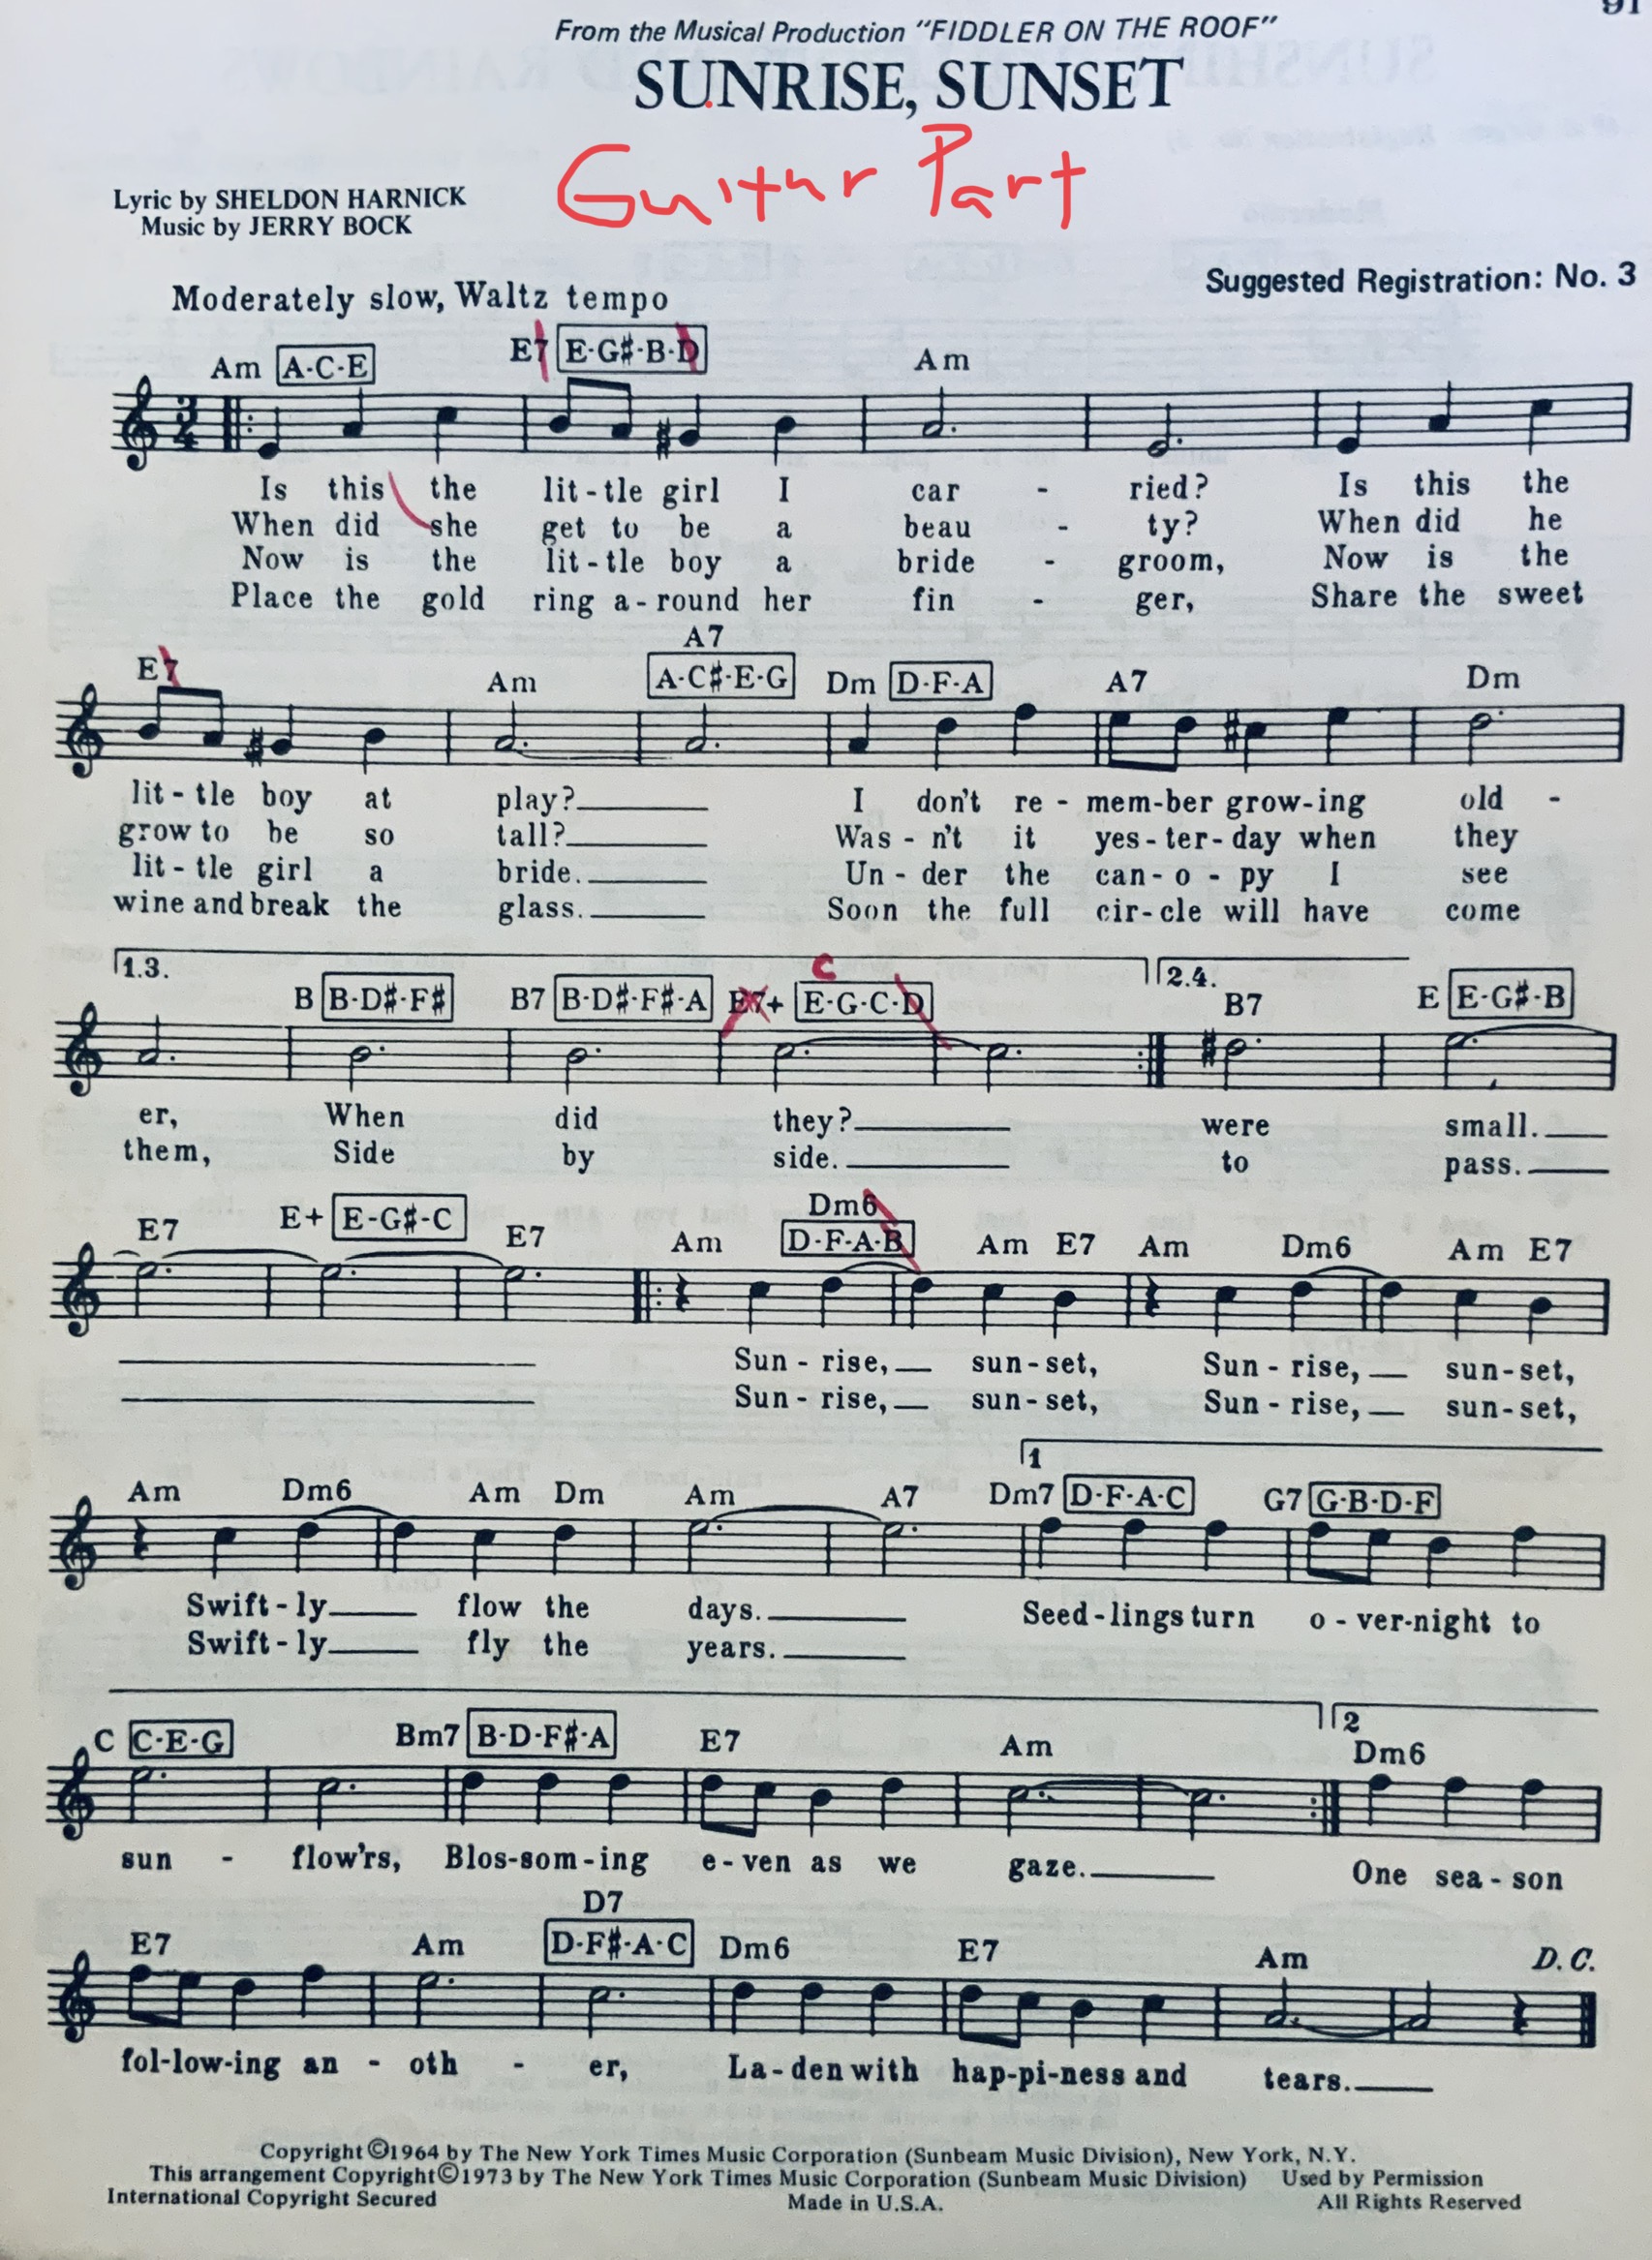 91
From the Musical Production "FIDDLER ON THE ROOF"
SUNRISE, SUNSET
Guitar Part
Lyric by SHELDON HARNICK
Music by JERRY BOCK
Suggested Registration: No. 3
Moderately slow, Waltz tempo
Am A-C-E E7 E-G♯-B-D Am
3/4
Is this the lit-tle girl I car - ried? Is this the
When did she get to be a beau - ty? When did he
Now is the lit-tle boy a bride - groom, Now is the
Place the gold ring a-round her fin - ger, Share the sweet
E7 Am A7 A-C♯-E-G Dm D-F-A A7 Dm
lit-tle boy at play? I don't re - mem-ber grow-ing old -
grow to be so tall? Was - n't it yes-ter-day when they
lit-tle girl a bride. Un - der the can-o-py I see
wine and break the glass. Soon the full cir-cle will have come
1.3. 2.4.
C
B B-D♯-F♯ B7 B-D♯-F♯-A E7+ E-G-C-D B7 E E-G♯-B
er, When did they? were small.
them, Side by side. to pass.
E7 E+ E-G♯-C E7 Am Dm6 D-F-A-B Am E7 Am Dm6 Am E7
Sun-rise, sun-set, Sun-rise, sun-set,
Sun-rise, sun-set, Sun-rise, sun-set,
1
Am Dm6 Am Dm Am A7 Dm7 D-F-A-C G7 G-B-D-F
Swift-ly flow the days. Seed-lings turn o-ver-night to
Swift-ly fly the years.
2
C C-E-G Bm7 B-D-F♯-A E7 Am Dm6
sun - flow'rs, Blos-som-ing e-ven as we gaze. One sea-son
E7 Am D7 D-F♯-A-C Dm6 E7 Am D.C.
fol-low-ing an - oth - er, La-den with hap-pi-ness and tears.
Copyright ©1964 by The New York Times Music Corporation (Sunbeam Music Division), New York, N.Y.
This arrangement Copyright ©1973 by The New York Times Music Corporation (Sunbeam Music Division) Used by Permission
International Copyright Secured Made in U.S.A. All Rights Reserved